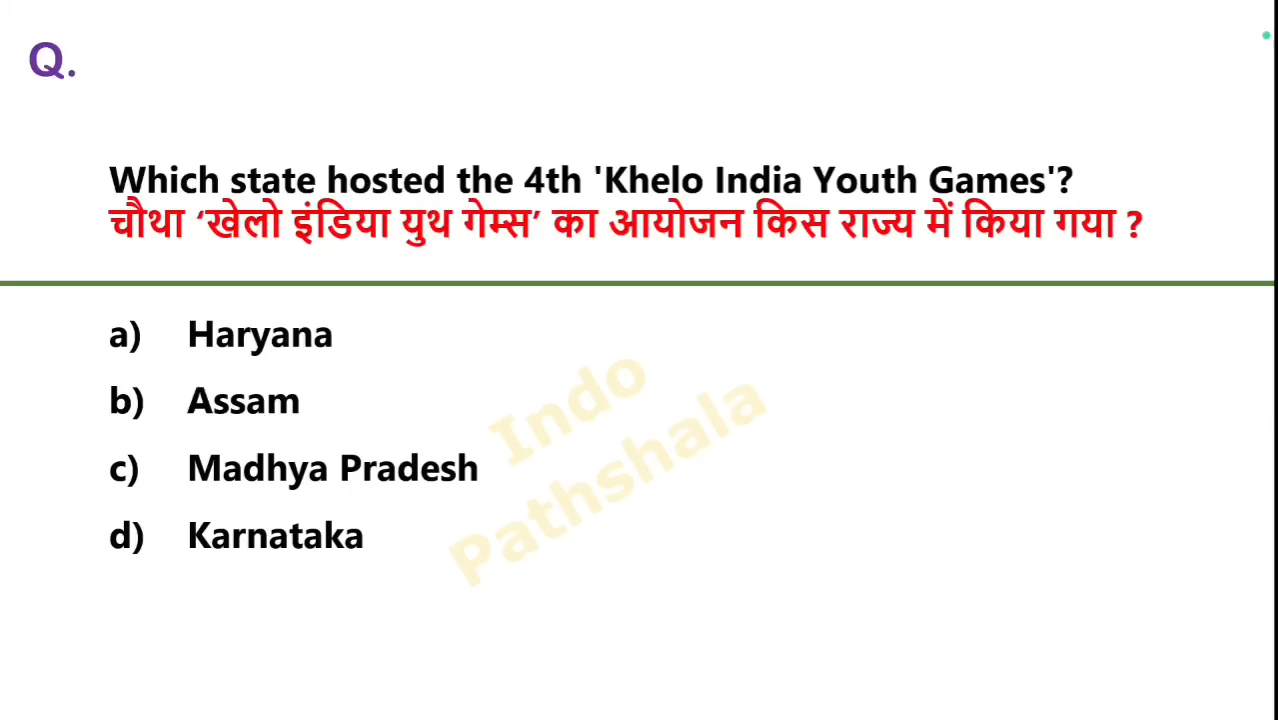 Q.
Which state hosted the 4th 'Khelo India Youth Games'?
चौथा ‘खेलो इंडिया युथ गेम्स’ का आयोजन किस राज्य में किया गया ?
a) Haryana
b) Assam
c) Madhya Pradesh
d) Karnataka
Indo
Pathshala